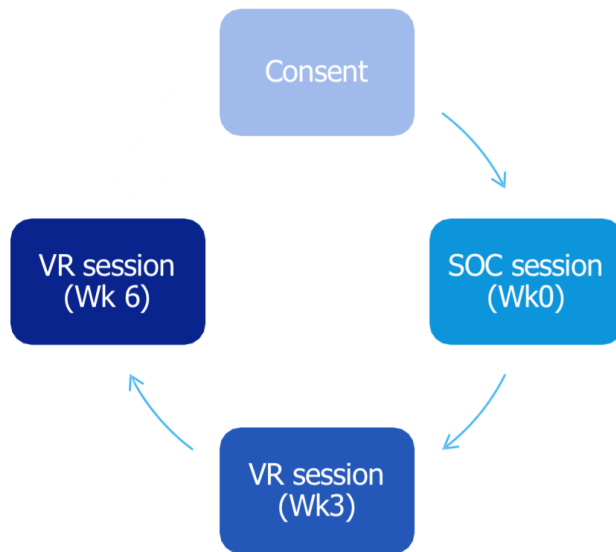 Consent
SOC session
(Wk0)
VR session
(Wk3)
VR session
(Wk 6)